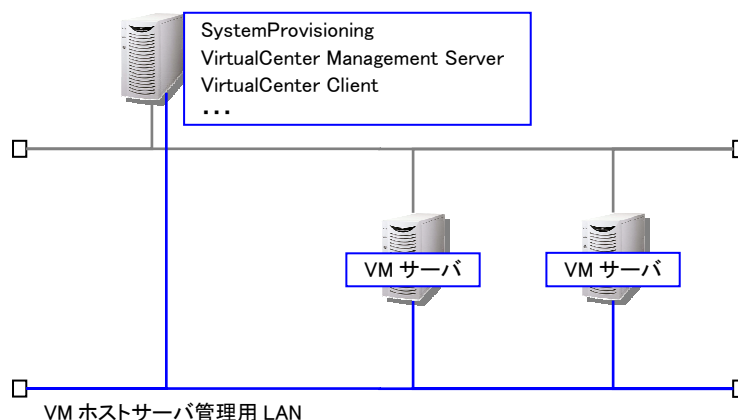 SystemProvisioning
VirtualCenter Management Server
VirtualCenter Client
・・・
VM サーバ
VM サーバ
VM ホストサーバ管理用 LAN